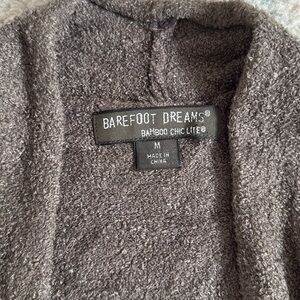 BAREFOOT DREAMS®
BAMBOO CHIC LITE®
M
MADE IN
CHINA